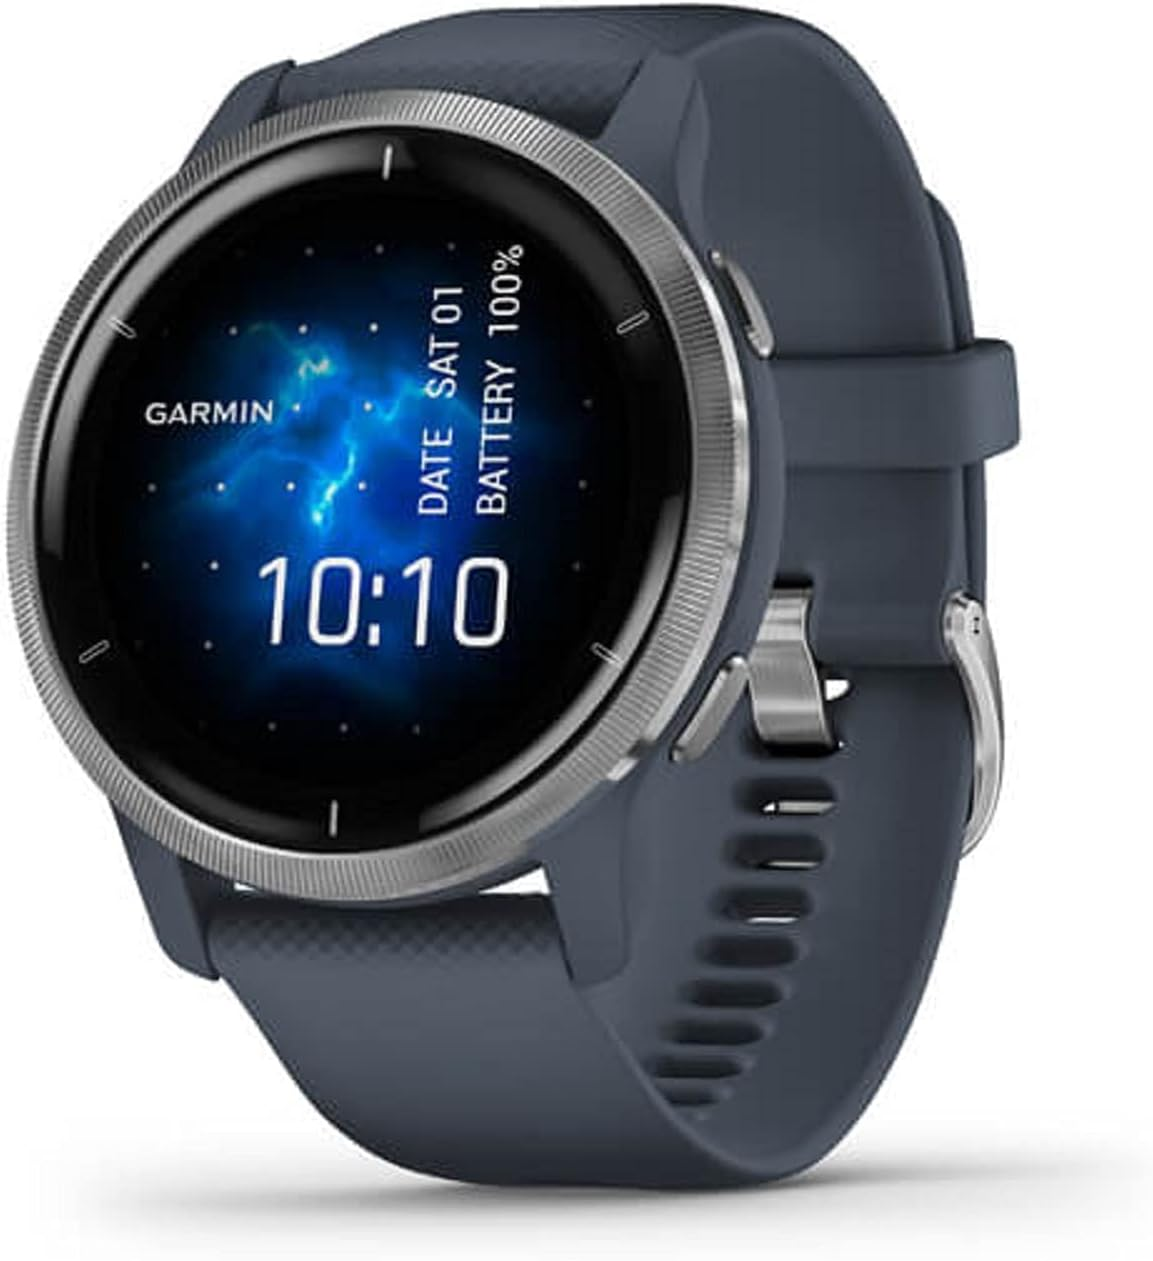 GARMIN
DATE SAT 01
BATTERY 100%
10:10